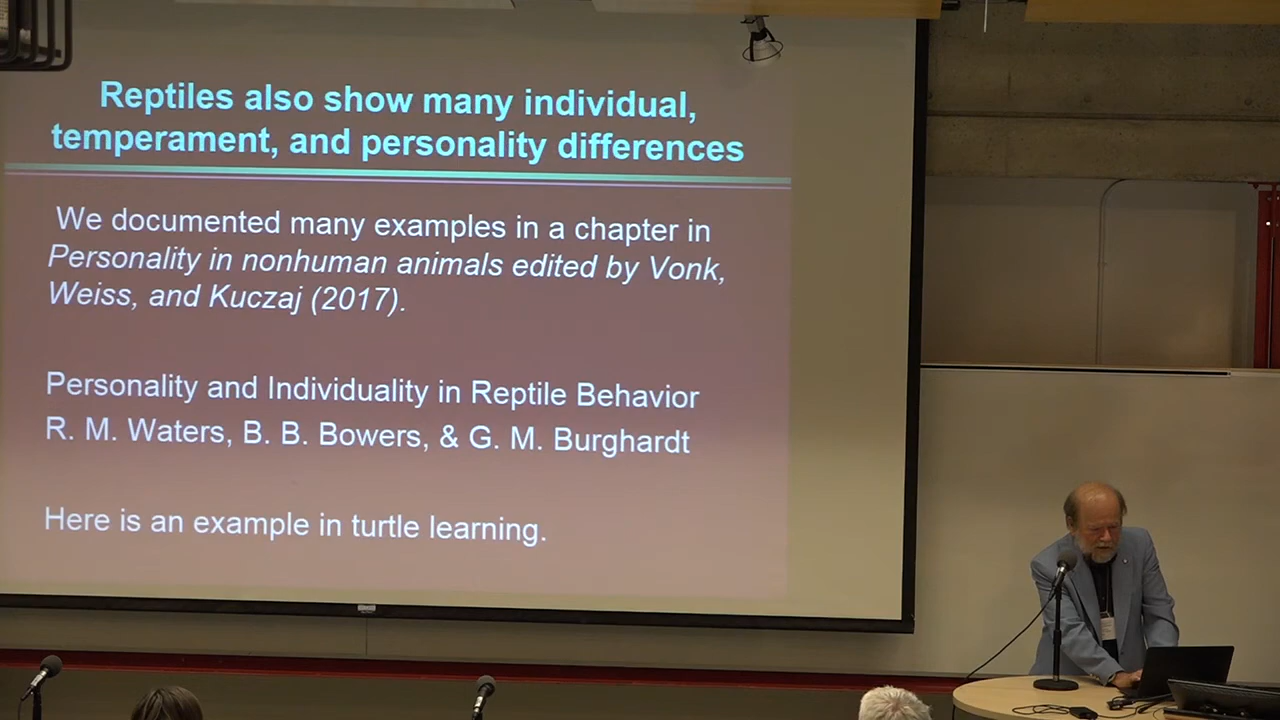 Reptiles also show many individual,
temperament, and personality differences
We documented many examples in a chapter in
Personality in nonhuman animals edited by Vonk,
Weiss, and Kuczaj (2017).
Personality and Individuality in Reptile Behavior
R. M. Waters, B. B. Bowers, & G. M. Burghardt
Here is an example in turtle learning.